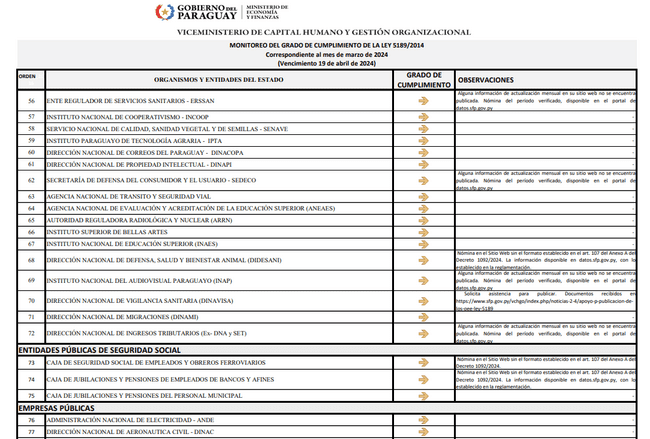 GOBIERNO DEL PARAGUAY
MINISTERIO DE ECONOMÍA Y FINANZAS
VICEMINISTERIO DE CAPITAL HUMANO Y GESTIÓN ORGANIZACIONAL
MONITOREO DEL GRADO DE CUMPLIMIENTO DE LA LEY 5189/2014
Correspondiente al mes de marzo de 2024
(Vencimiento 19 de abril de 2024)
ORDEN
ORGANISMOS Y ENTIDADES DEL ESTADO
GRADO DE CUMPLIMIENTO
OBSERVACIONES
56 ENTE REGULADOR DE SERVICIOS SANITARIOS - ERSSAN
Alguna información de actualización mensual en su sitio web no se encuentra
publicada. Nómina del período verificado, disponible en el portal de
datos.sfp.gov.py
57 INSTITUTO NACIONAL DE COOPERATIVISMO - INCOOP
58 SERVICIO NACIONAL DE CALIDAD, SANIDAD VEGETAL Y DE SEMILLAS - SENAVE
59 INSTITUTO PARAGUAYO DE TECNOLOGÍA AGRARIA - IPTA
60 DIRECCIÓN NACIONAL DE CORREOS DEL PARAGUAY - DINACOPA
61 DIRECCIÓN NACIONAL DE PROPIEDAD INTELECTUAL - DINAPI
62 SECRETARÍA DE DEFENSA DEL CONSUMIDOR Y EL USUARIO - SEDECO
Alguna información de actualización mensual en su sitio web no se encuentra
publicada. Nómina del período verificado, disponible en el portal de
datos.sfp.gov.py
63 AGENCIA NACIONAL DE TRANSITO Y SEGURIDAD VIAL
64 AGENCIA NACIONAL DE EVALUACIÓN Y ACREDITACIÓN DE LA EDUCACIÓN SUPERIOR (ANEAES)
65 AUTORIDAD REGULADORA RADIOLÓGICA Y NUCLEAR (ARRN)
66 INSTITUTO SUPERIOR DE BELLAS ARTES
67 INSTITUTO NACIONAL DE EDUCACIÓN SUPERIOR (INAES)
68 DIRECCIÓN NACIONAL DE DEFENSA, SALUD Y BIENESTAR ANIMAL (DIDESANI)
Nómina en el Sitio Web sin el formato establecido en el art. 107 del Anexo A del
Decreto 1092/2024. La información disponible en datos.sfp.gov.py, con lo
establecido en la reglamentación.
69 INSTITUTO NACIONAL DEL AUDIOVISUAL PARAGUAYO (INAP)
Alguna información de actualización mensual en su sitio web no se encuentra
publicada. Nómina del período verificado, disponible en el portal de
datos.sfp.gov.py
70 DIRECCIÓN NACIONAL DE VIGILANCIA SANITARIA (DINAVISA)
Solicita asistencia para publicar. Documentos recibidos en
https://www.sfp.gov.py/vchgo/index.php/noticias-2-4/apoyo-a-publicacion-de-
los-oee-ley-5189
71 DIRECCIÓN NACIONAL DE MIGRACIONES (DINAMI)
72 DIRECCIÓN NACIONAL DE INGRESOS TRIBUTARIOS (Ex- DNA y SET)
Alguna información de actualización mensual en su sitio web no se encuentra
publicada. Nómina del período verificado, disponible en el portal de
datos.sfp.gov.py
ENTIDADES PÚBLICAS DE SEGURIDAD SOCIAL
73 CAJA DE SEGURIDAD SOCIAL DE EMPLEADOS Y OBREROS FERROVIARIOS
Nómina en el Sitio Web sin el formato establecido en el art. 107 del Anexo A del
Decreto 1092/2024.
74 CAJA DE JUBILACIONES Y PENSIONES DE EMPLEADOS DE BANCOS Y AFINES
Nómina en el Sitio Web sin el formato establecido en el art. 107 del Anexo A del
Decreto 1092/2024. La información disponible en datos.sfp.gov.py, con lo
establecido en la reglamentación.
75 CAJA DE JUBILACIONES Y PENSIONES DEL PERSONAL MUNICIPAL
EMPRESAS PÚBLICAS
76 ADMINISTRACIÓN NACIONAL DE ELECTRICIDAD - ANDE
77 DIRECCIÓN NACIONAL DE AERONAUTICA CIVIL - DINAC